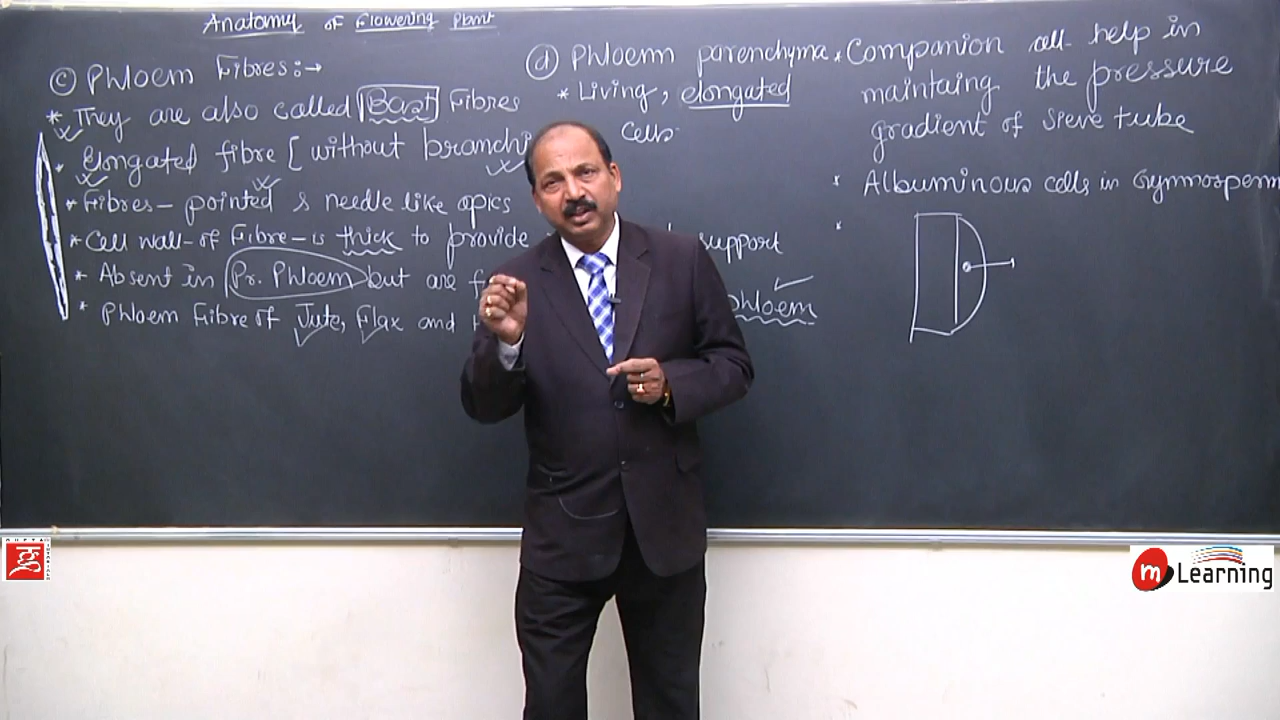 Anatomy of Flowering Plant
(c) Phloem Fibres:→
* They are also called Bast Fibres
* Elongated fibre [ without branchi
* Fibres - pointed & needle like apics
* Cell wall - of Fibre - is thick to provide support
* Absent in Pr. Phloem but are f phloem
* Phloem Fibre of Jute, Flax and
(d) Phloem parenchyma
* Living, elongated
cells
* Companion cell help in
maintaing the pressure
gradient of sieve tube
* Albuminous cells in Gymnosperm
*
m Learning